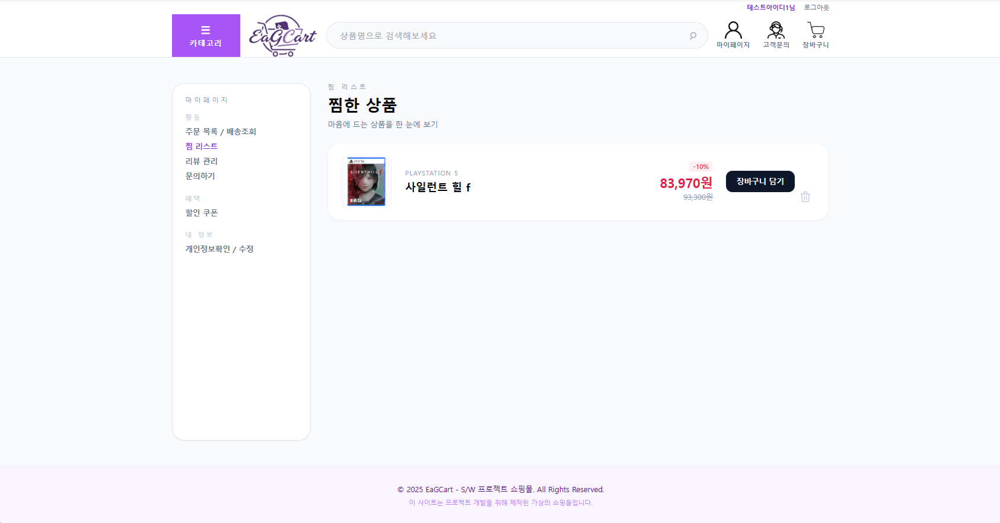 테스트아이디1님 로그아웃
카테고리
EaGCart
상품명으로 검색해보세요
마이페이지 고객문의 장바구니
마이페이지
활동
주문 목록 / 배송조회
찜 리스트
리뷰 관리
문의하기
혜택
할인 쿠폰
내 정보
개인정보확인 / 수정
찜 리스트
찜한 상품
마음에 드는 상품을 한 눈에 보기
PS5
SILENT HILL f
PLAYSTATION 5
사일런트 힐 f
-10%
83,970원
93,300원
장바구니 담기
© 2025 EaGCart - S/W 프로젝트 쇼핑몰. All Rights Reserved.
이 사이트는 프로젝트 개발을 위해 제작된 가상의 쇼핑몰입니다.